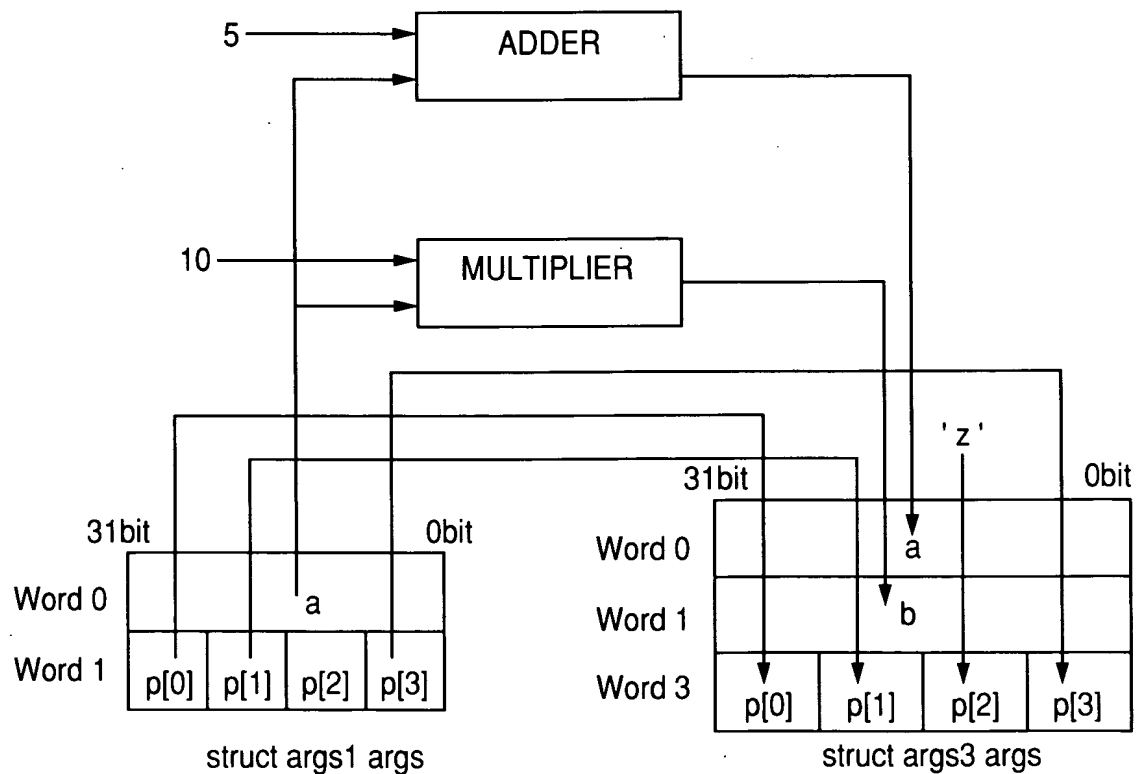 5
ADDER
10
MULTIPLIER
'z'
31bit
0bit
31bit
0bit
Word 0
a
Word 0
a
Word 1
b
Word 1
p[0]
p[1]
p[2]
p[3]
Word 3
p[0]
p[1]
p[2]
p[3]
struct args1 args
struct args3 args